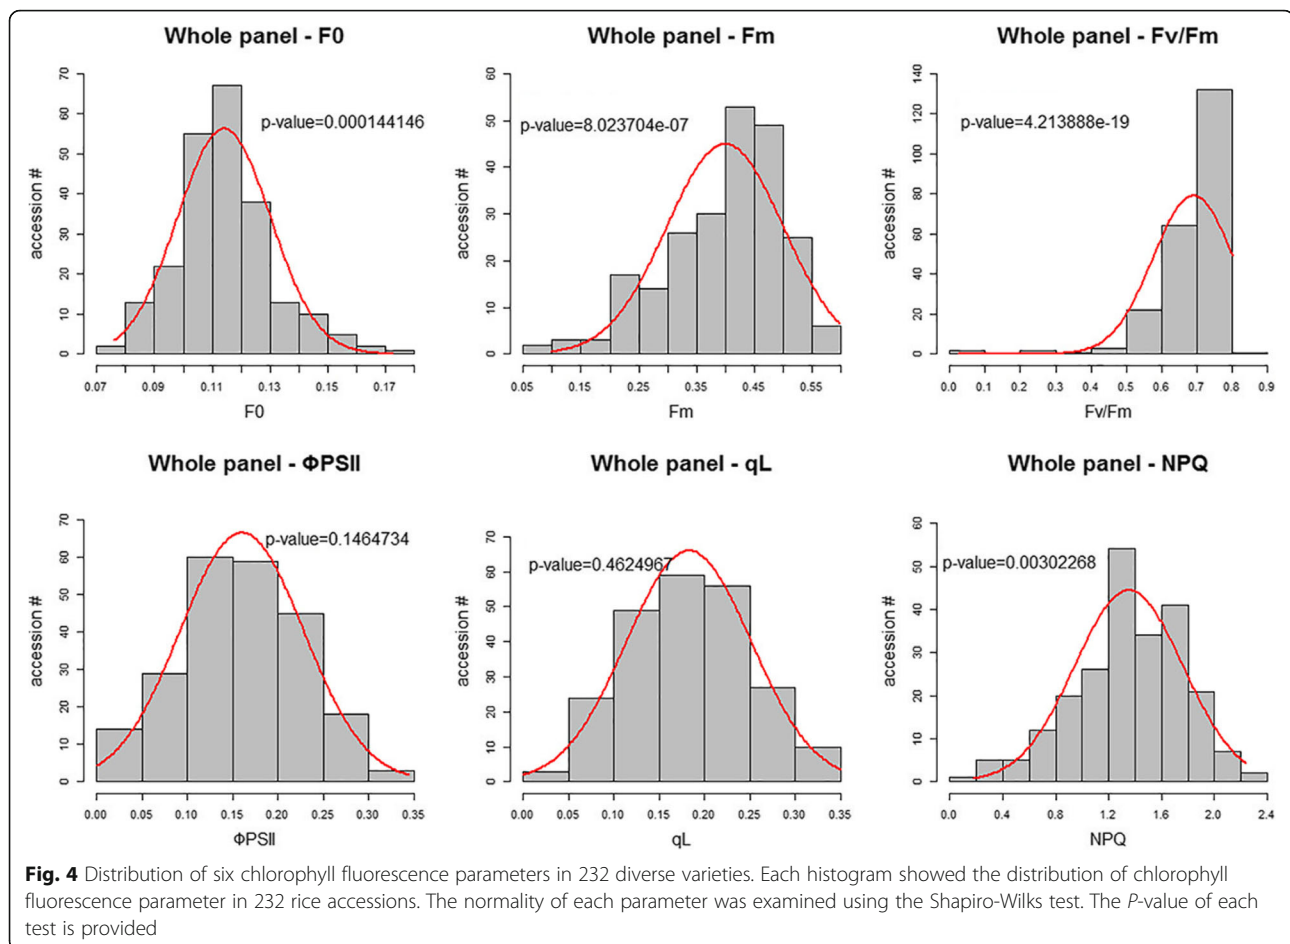 Whole panel - F0
Whole panel - Fm
Whole panel - Fv/Fm
accession #
0 10 20 30 40 50 60 70
p-value=0.000144146
0.07 0.09 0.11 0.13 0.15 0.17
F0
accession #
0 10 20 30 40 50 60
p-value=8.023704e-07
0.05 0.15 0.25 0.35 0.45 0.55
Fm
accession #
0 20 40 60 80 100 120 140
p-value=4.213888e-19
0.0 0.1 0.2 0.3 0.4 0.5 0.6 0.7 0.8 0.9
Fv/Fm
Whole panel - ΦPSII
Whole panel - qL
Whole panel - NPQ
accession #
0 10 20 30 40 50 60 70
p-value=0.1464734
0.00 0.05 0.10 0.15 0.20 0.25 0.30 0.35
ΦPSII
accession #
0 10 20 30 40 50 60 70
p-value=0.4624967
0.00 0.05 0.10 0.15 0.20 0.25 0.30 0.35
qL
accession #
0 10 20 30 40 50 60
p-value=0.00302268
0.0 0.4 0.8 1.2 1.6 2.0 2.4
NPQ
Fig. 4 Distribution of six chlorophyll fluorescence parameters in 232 diverse varieties. Each histogram showed the distribution of chlorophyll
fluorescence parameter in 232 rice accessions. The normality of each parameter was examined using the Shapiro-Wilks test. The P-value of each
test is provided